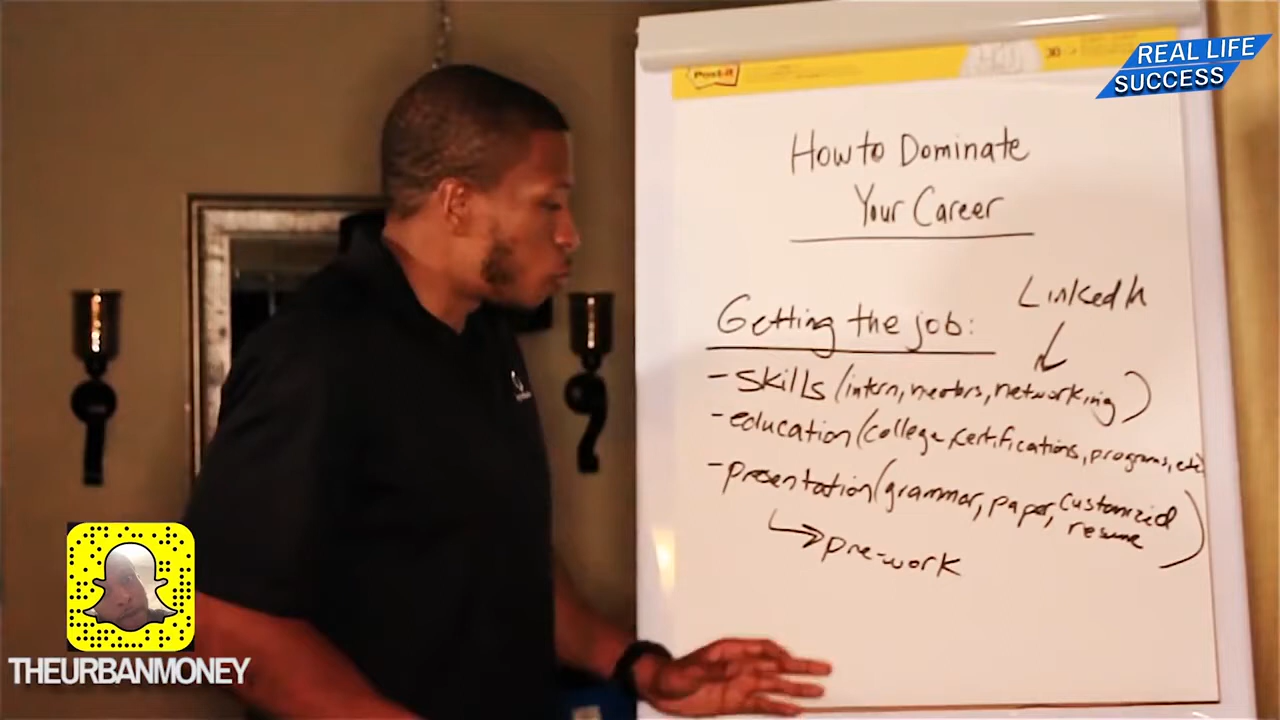 Post-it
REAL LIFE
SUCCESS
How to Dominate
Your Career
LinkedIn
Getting the job:
-skills (intern, mentors, networking)
-education (college, certifications, programs, etc)
-presentation (grammar, paper, customized
resume)
pre-work
THEURBANMONEY